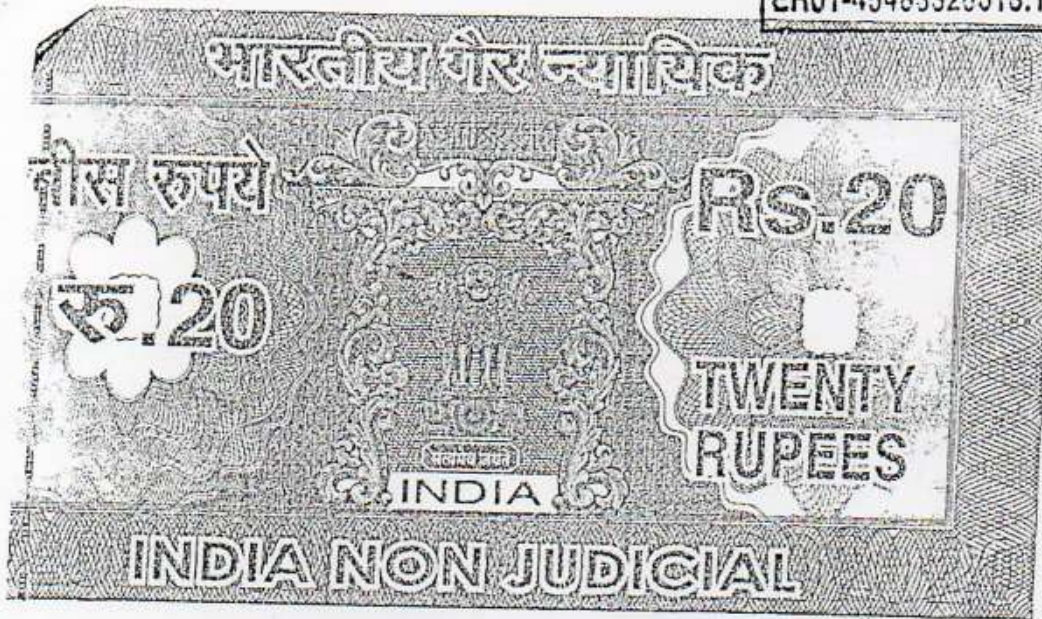 भारतीय गैर न्यायिक
रुपये
Rs.20
रु.20
TWENTY
RUPEES
सत्यमेव जयते
INDIA
INDIA NON JUDICIAL